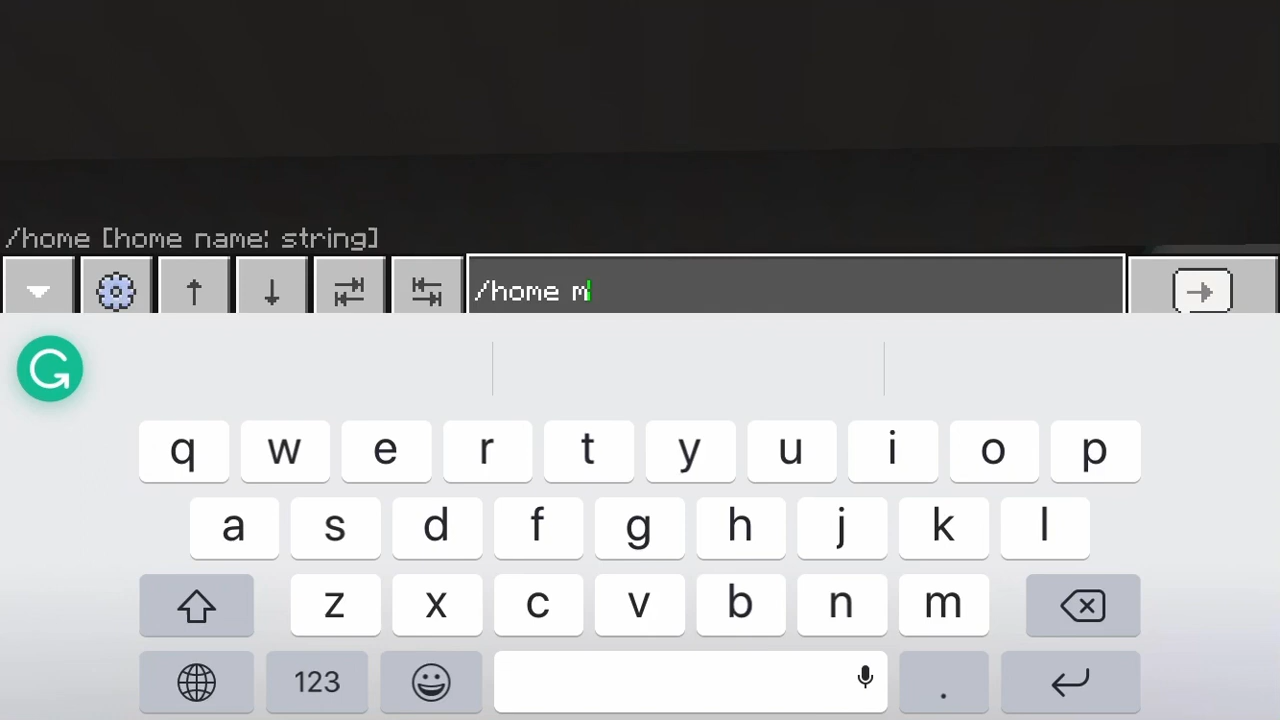 /home [home name: string]
/home m
q w e r t y u i o p
a s d f g h j k l
z x c v b n m
123 .